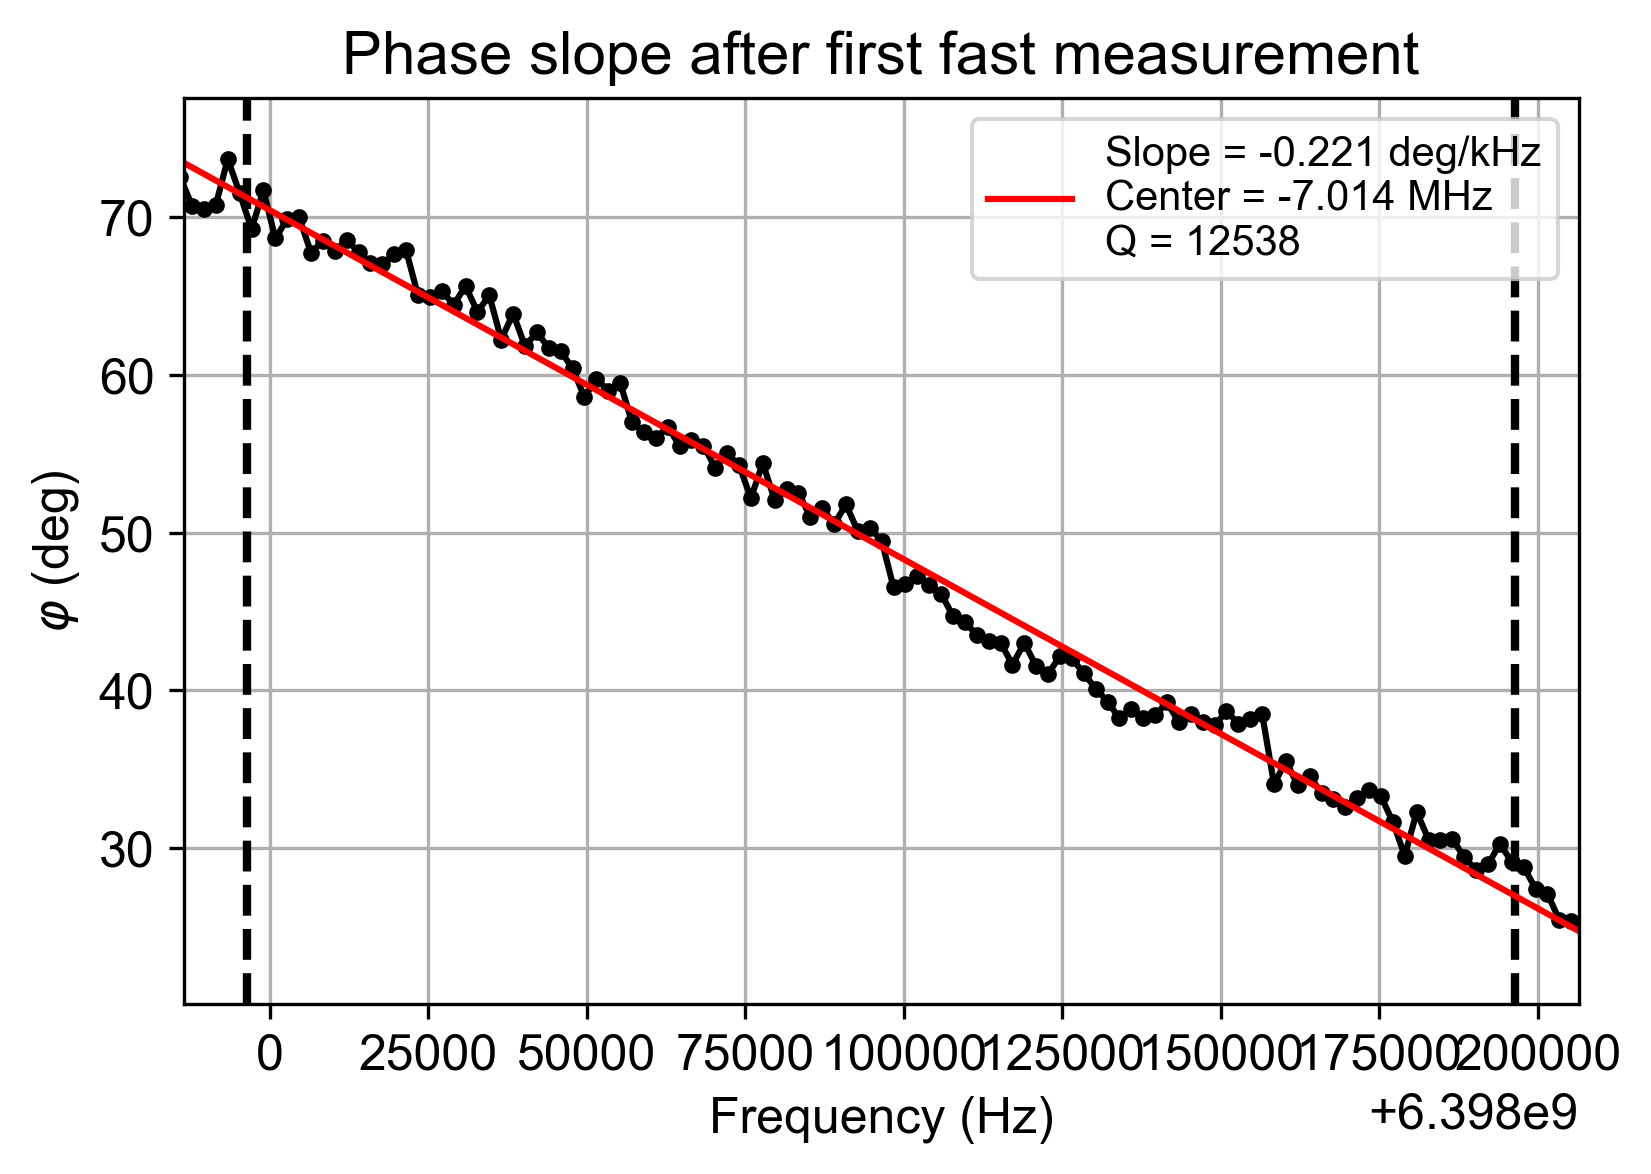 Phase slope after first fast measurement
Slope = -0.221 deg/kHz
Center = -7.014 MHz
Q = 12538
70
60
50
40
30
φ (deg)
0 25000 50000 75000 100000 125000 150000 175000 200000
Frequency (Hz)
+6.398e9